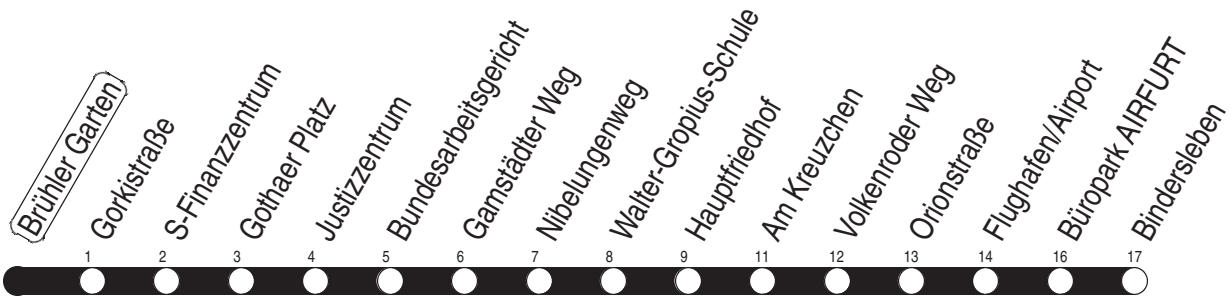 Brühler Garten
Gorkistraße
S-Finanzzentrum
Gothaer Platz
Justizzentrum
Bundesarbeitsgericht
Gamstädter Weg
Nibelungenweg
Walter-Gropius-Schule
Hauptfriedhof
Am Kreuzchen
Volkenroder Weg
Orionstraße
Flughafen/Airport
Büropark AIRFURT
Bindersleben
1 2 3 4 5 6 7 8 9 11 12 13 14 16 17